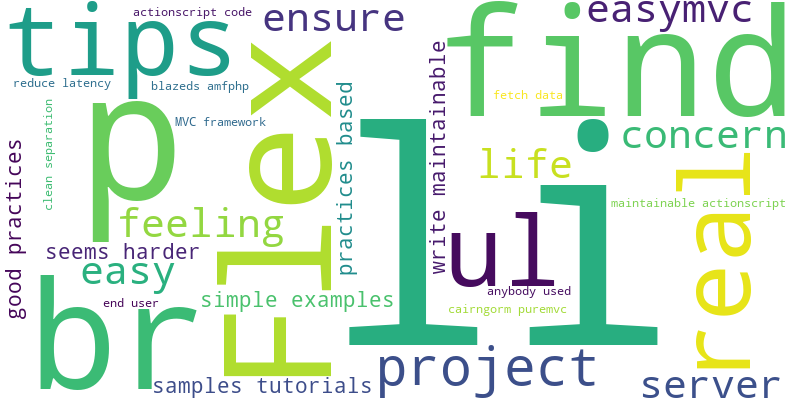 actionscript code
ensure
easymvc
tips
reduce latency
blazeds amfphp
find
fetch data
MVC framework
clean separation
p
Flex
practices based
write maintainable
concern
li
life
good practices
feeling
ul
real
maintainable actionscript
seems harder
easy
br
end user
simple examples
anybody used
cairngorm puremvc
project
samples tutorials
server